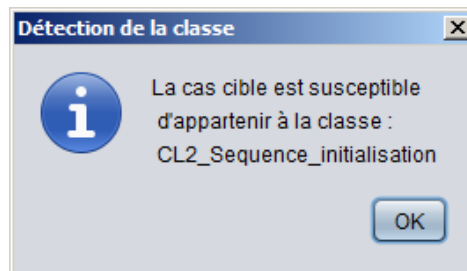 Détection de la classe
La cas cible est susceptible
d'appartenir à la classe :
CL2_Sequence_initialisation
OK